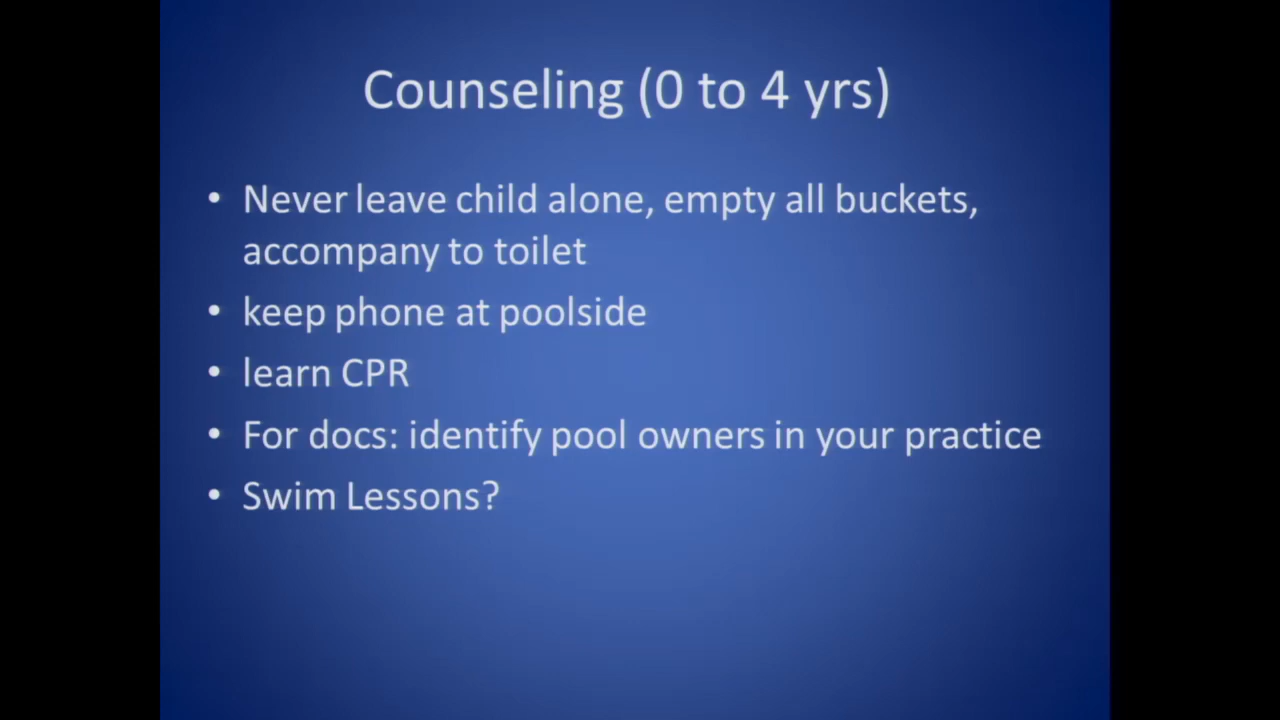 Counseling (0 to 4 yrs)
• Never leave child alone, empty all buckets,
accompany to toilet
• keep phone at poolside
• learn CPR
• For docs: identify pool owners in your practice
• Swim Lessons?